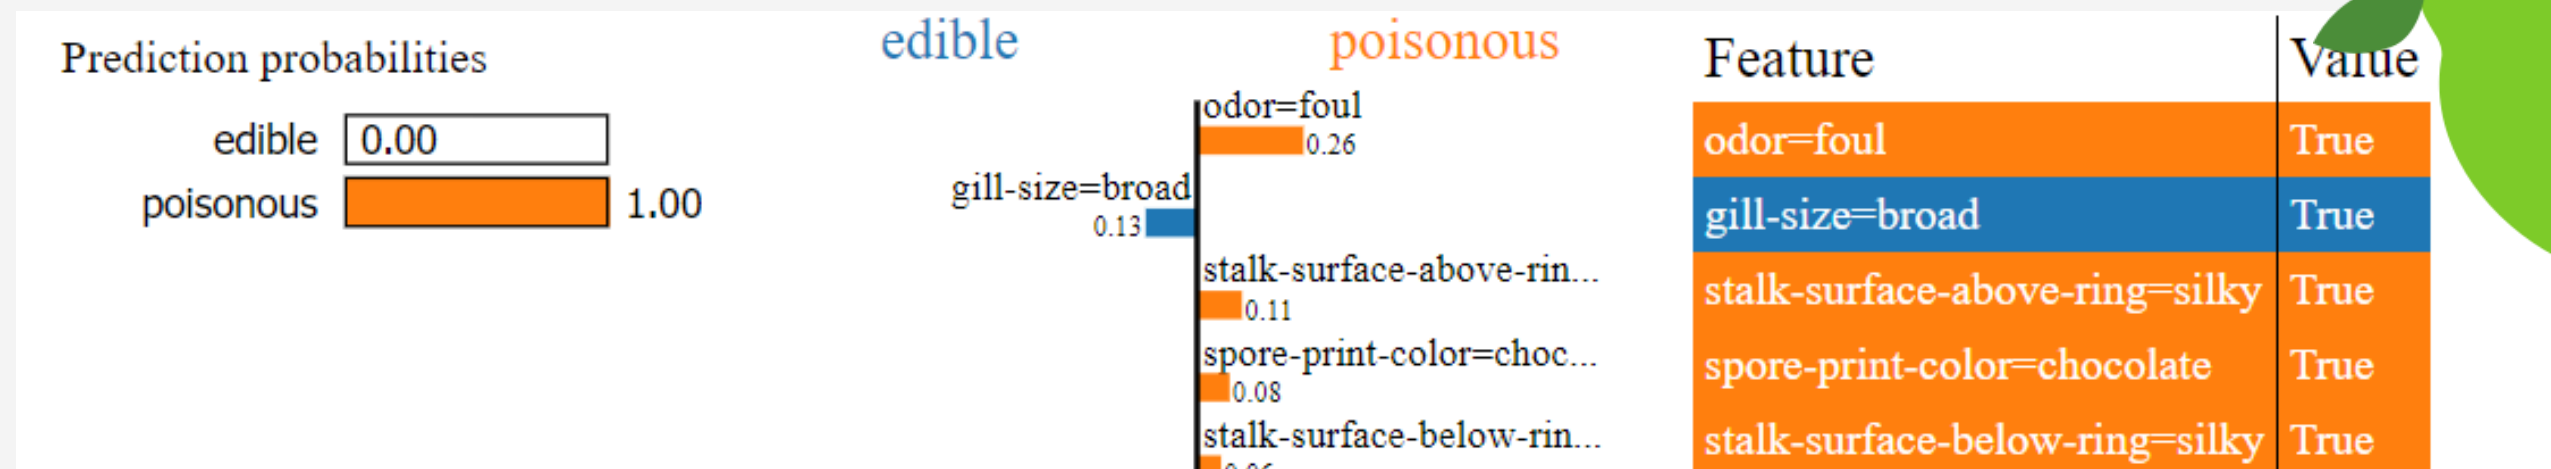 Prediction probabilities
edible 0.00
poisonous 1.00
edible poisonous
odor=foul
0.26
gill-size=broad
0.13
stalk-surface-above-rin...
0.11
spore-print-color=choc...
0.08
stalk-surface-below-rin...
Feature Value
odor=foul True
gill-size=broad True
stalk-surface-above-ring=silky True
spore-print-color=chocolate True
stalk-surface-below-ring=silky True